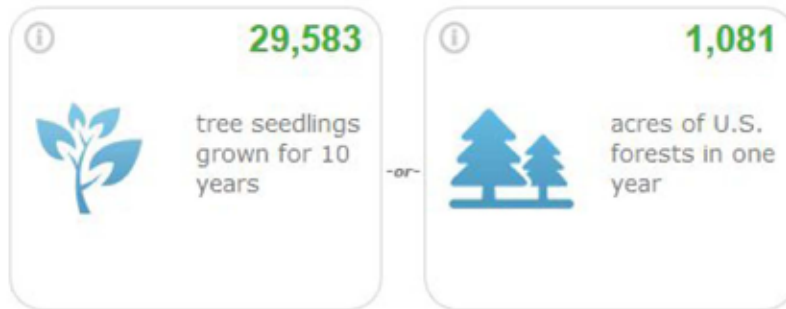 29,583
tree seedlings
grown for 10
years
-or-
1,081
acres of U.S.
forests in one
year